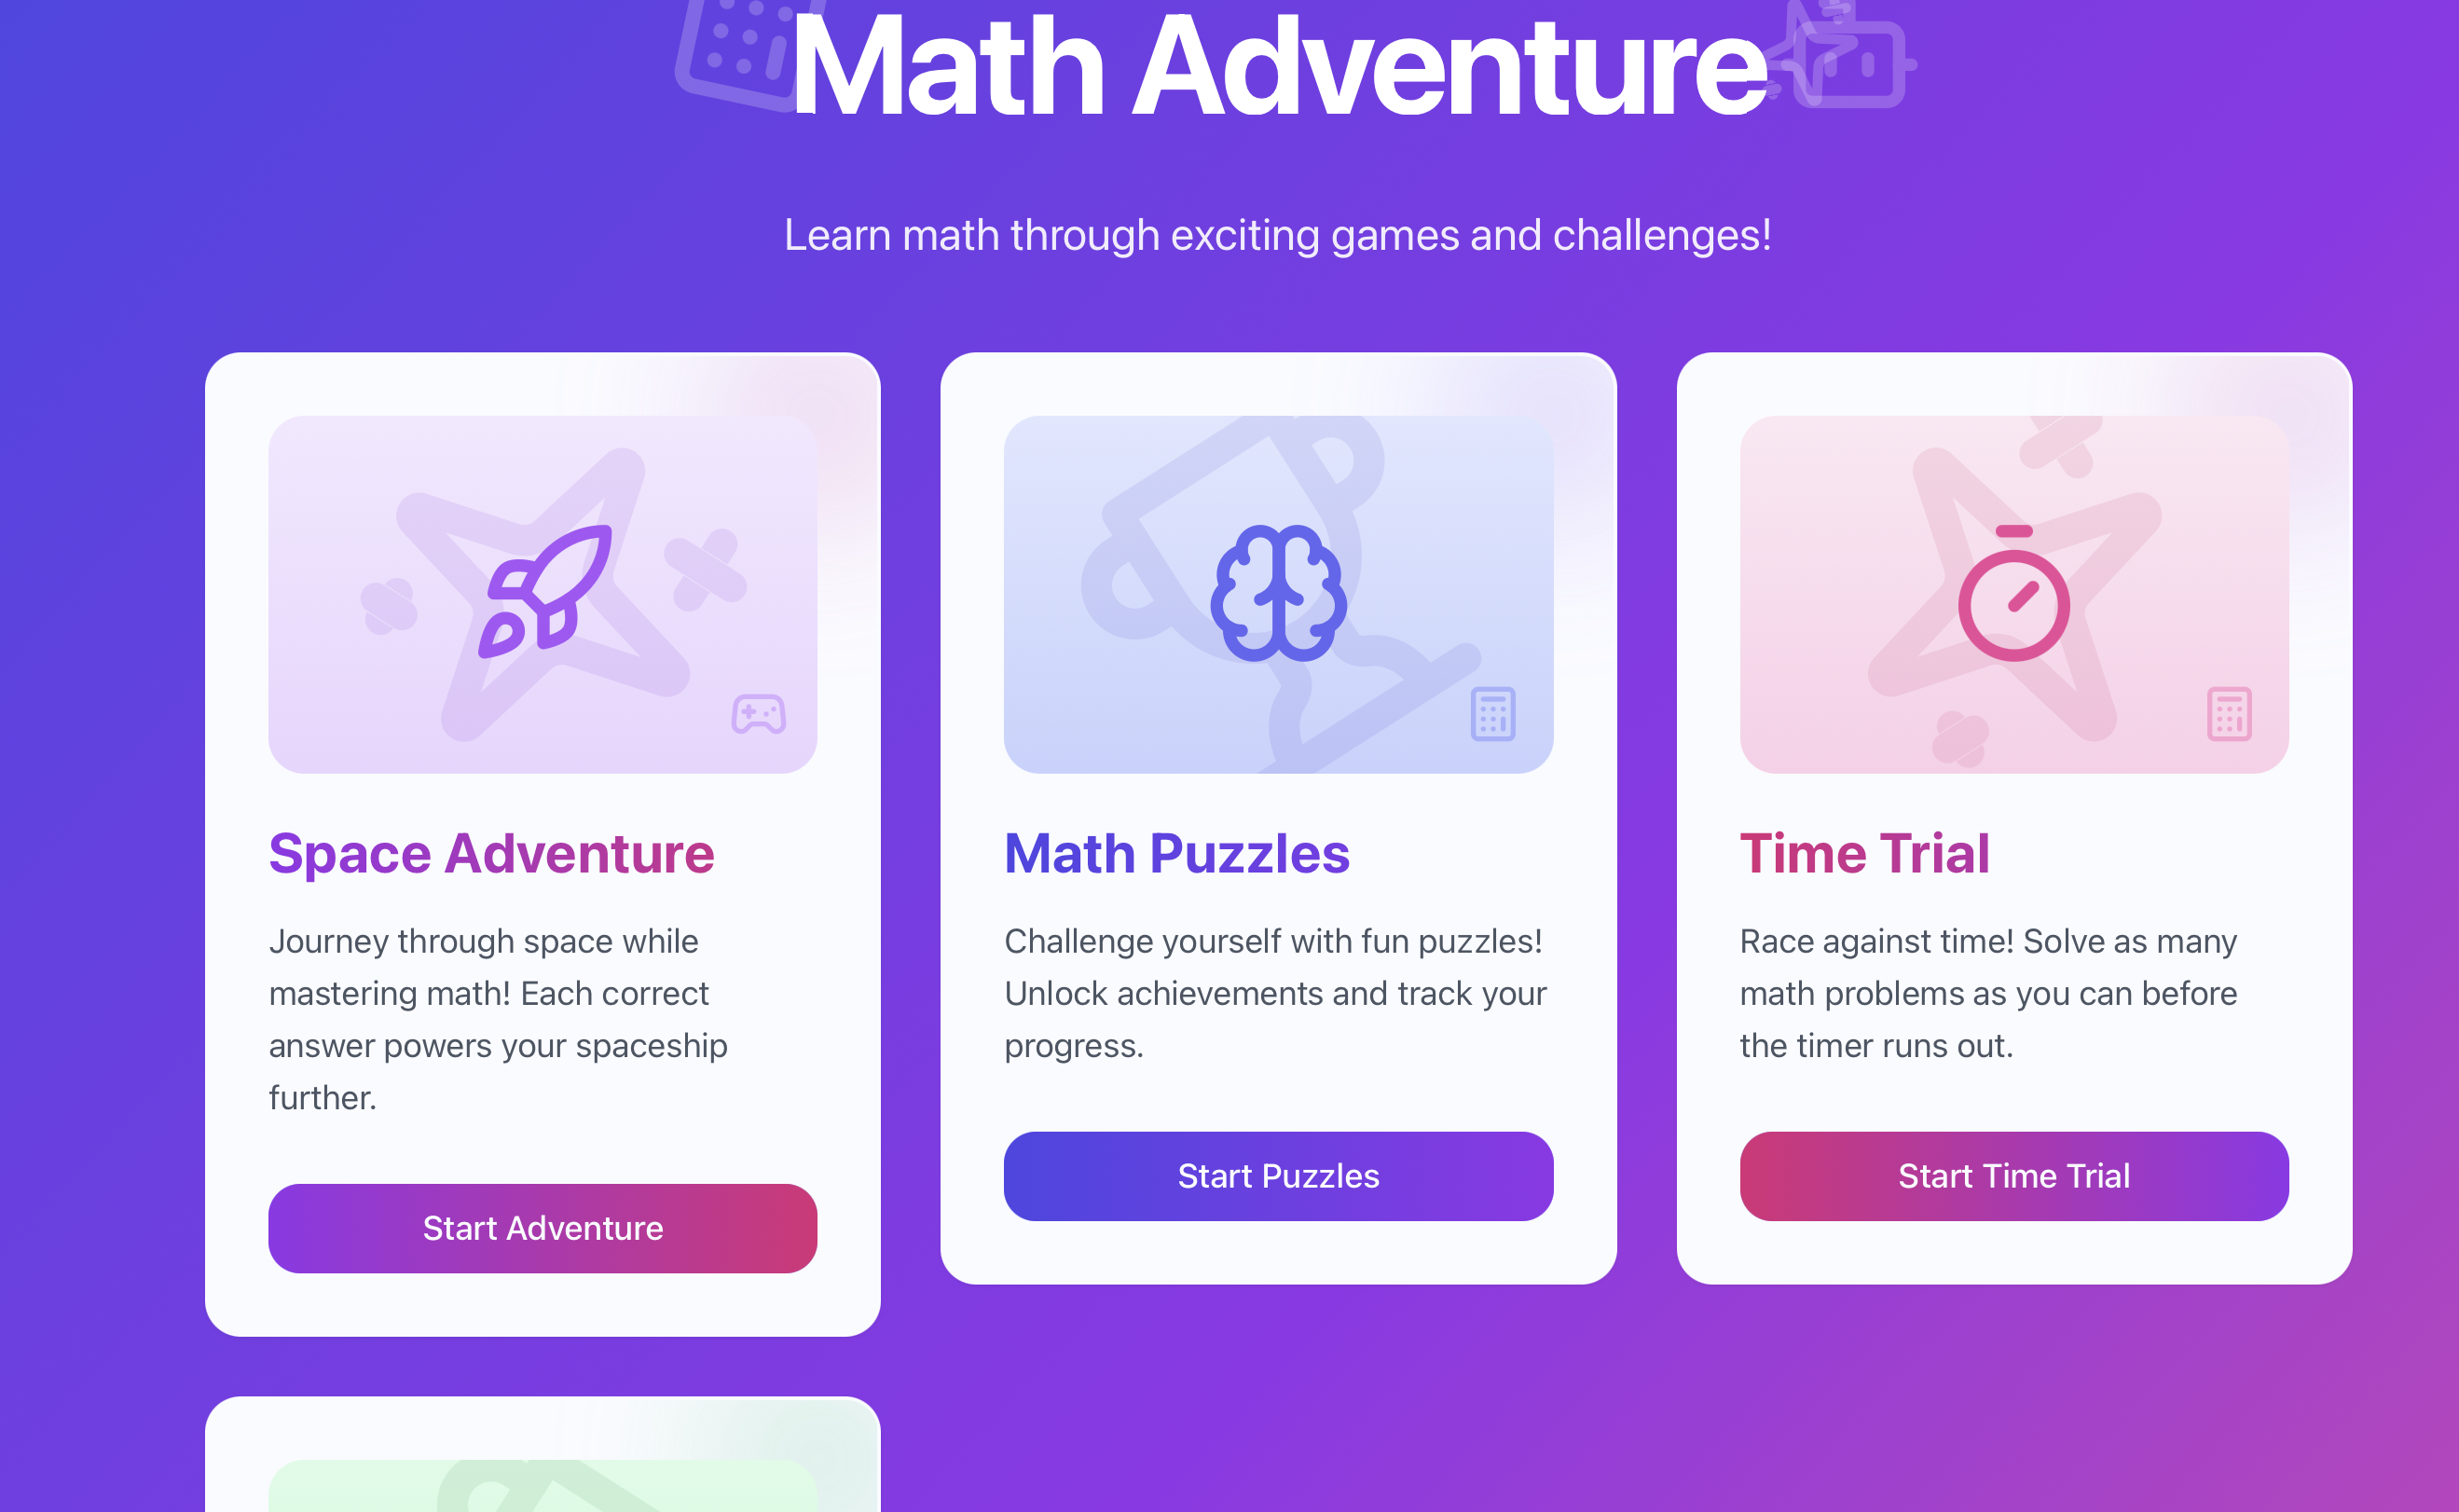 Math Adventure
Learn math through exciting games and challenges!
Space Adventure
Journey through space while
mastering math! Each correct
answer powers your spaceship
further.
Start Adventure
Math Puzzles
Challenge yourself with fun puzzles!
Unlock achievements and track your
progress.
Start Puzzles
Time Trial
Race against time! Solve as many
math problems as you can before
the timer runs out.
Start Time Trial